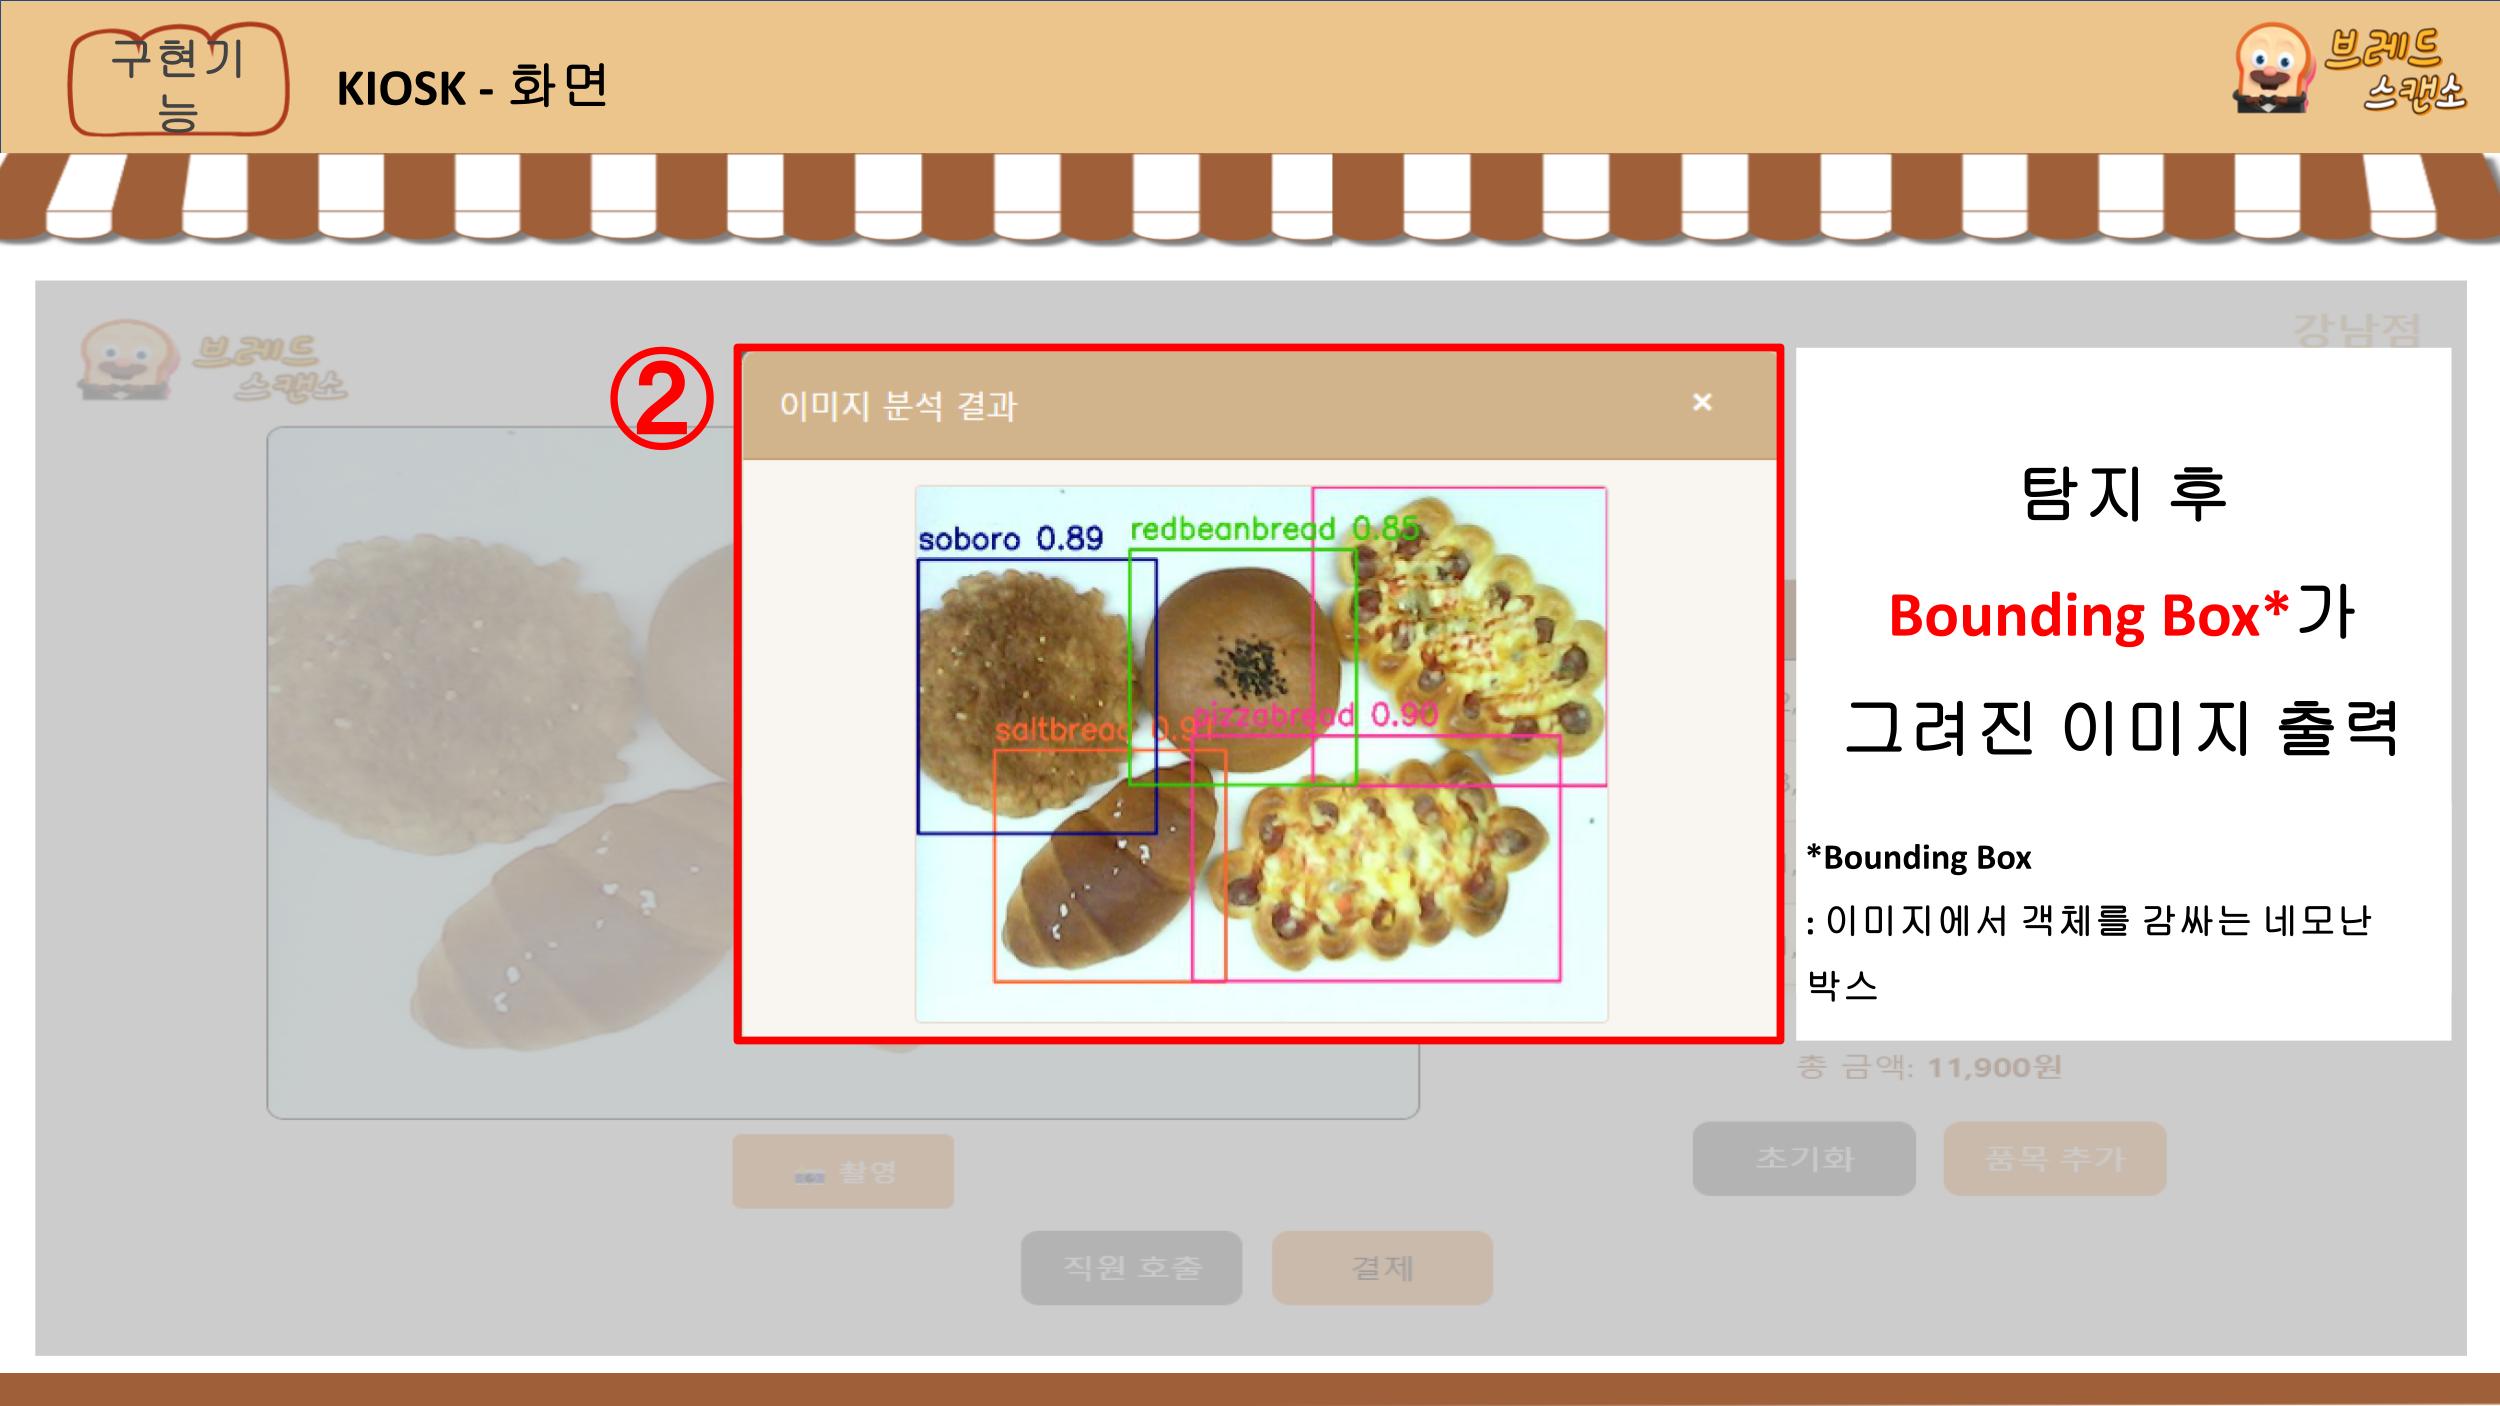 구현기
능
KIOSK - 화면
브레드
스캔소
브레드
스캔소
강남점
②
이미지 분석 결과
×
soboro 0.89
redbeanbread 0.85
saltbread 0.91
pizzabread 0.90
탐지 후
Bounding Box*가
그려진 이미지 출력
*Bounding Box
: 이미지에서 객체를 감싸는 네모난
박스
총 금액: 11,900원
📷 촬영
초기화
품목 추가
직원 호출
결제